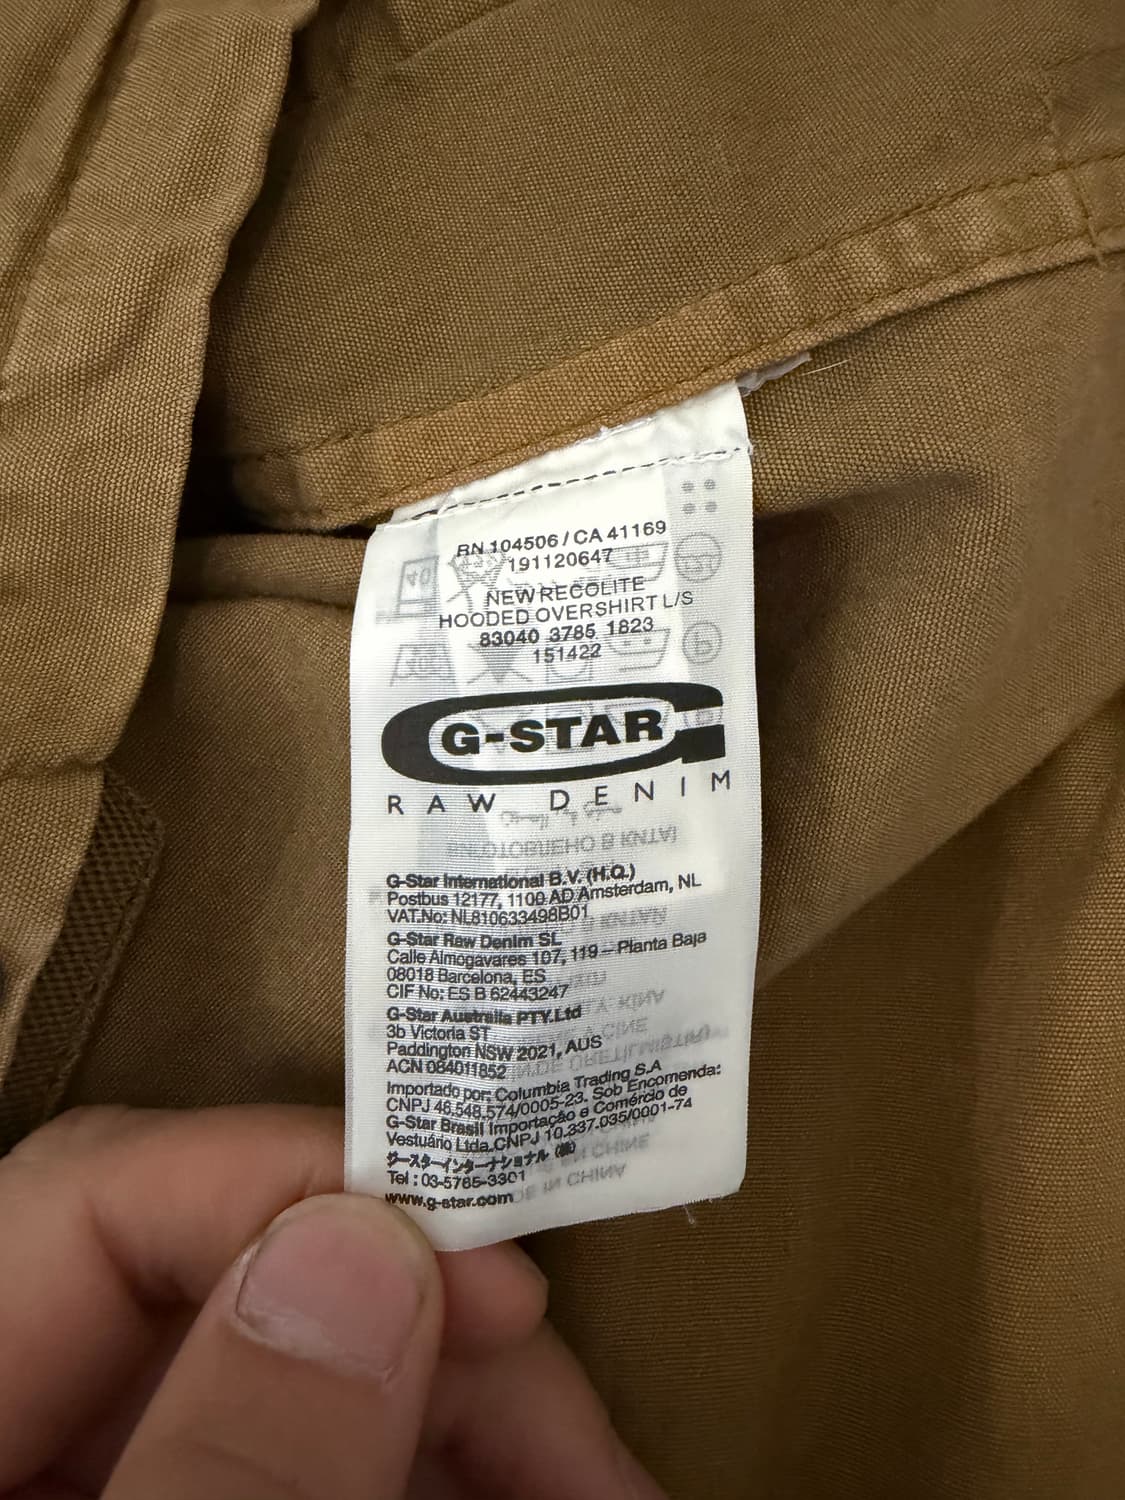 RN 104506 / CA 41169
191120647
NEW RECOLITE
HOODED OVERSHIRT L/S
83040 3785 1823
151422
G-STAR
RAW DENIM
G-Star International B.V. (H.Q.)
Postbus 12177, 1100 AD Amsterdam, NL
VAT.No: NL810633498B01
G-Star Raw Denim SL
Calle Almogavares 107, 119 – Planta Baja
08018 Barcelona, ES
CIF No: ES B 62443247
G-Star Australia PTY.Ltd
3b Victoria ST
Paddington NSW 2021, AUS
ACN 084011852
Importado por: Columbia Trading S.A
CNPJ 46.548.574/0005-23. Sob Encomenda:
G-Star Brasil Importação e Comércio de
Vestuário Ltda.CNPJ 10.337.035/0001-74
ジースターインターナショナル (株)
Tel : 03-5765-3301
www.g-star.com